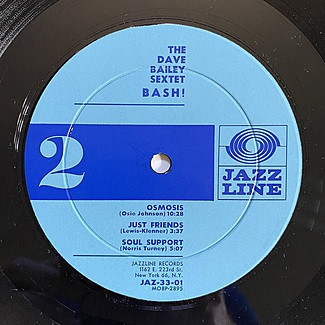 THE
DAVE
BAILEY
SEXTET
BASH!
2
JAZZ
LINE
OSMOSIS
(Osie Johnson) 10:28
JUST FRIENDS
(Lewis-Klenner) 3:37
SOUL SUPPORT
(Norris Turney) 5:07
JAZZLINE RECORDS
1162 E. 223rd St.
New York 66, N.Y.
JAZ-33-01
MO8P-2895